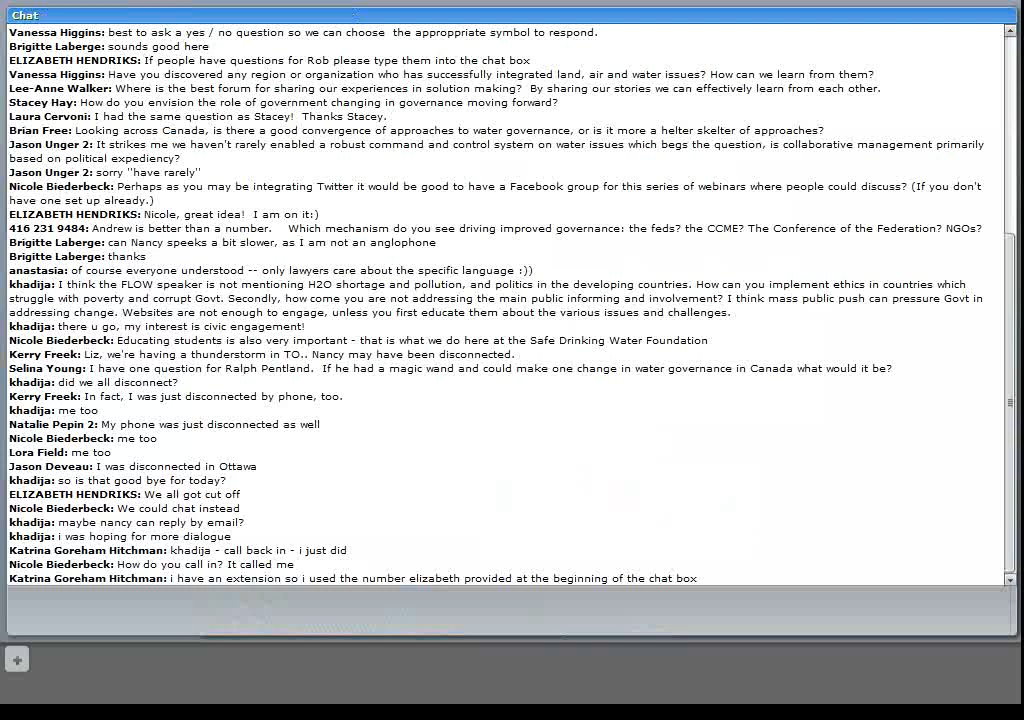 Chat
Vanessa Higgins: best to ask a yes / no question so we can choose  the approppriate symbol to respond.
Brigitte Laberge: sounds good here
ELIZABETH HENDRIKS: If people have questions for Rob please type them into the chat box
Vanessa Higgins: Have you discovered any region or organization who has successfully integrated land, air and water issues? How can we learn from them?
Lee-Anne Walker: Where is the best forum for sharing our experiences in solution making?  By sharing our stories we can effectively learn from each other.
Stacey Hay: How do you envision the role of government changing in governance moving forward?
Laura Cervoni: I had the same question as Stacey!  Thanks Stacey.
Brian Free: Looking across Canada, is there a good convergence of approaches to water governance, or is it more a helter skelter of approaches?
Jason Unger 2: It strikes me we haven't rarely enabled a robust command and control system on water issues which begs the question, is collaborative management primarily
based on political expediency?
Jason Unger 2: sorry "have rarely"
Nicole Biederbeck: Perhaps as you may be integrating Twitter it would be good to have a Facebook group for this series of webinars where people could discuss? (If you don't
have one set up already.)
ELIZABETH HENDRIKS: Nicole, great idea!  I am on it:)
416 231 9484: Andrew is better than a number.    Which mechanism do you see driving improved governance: the feds? the CCME? The Conference of the Federation? NGOs?
Brigitte Laberge: can Nancy speeks a bit slower, as I am not an anglophone
Brigitte Laberge: thanks
anastasia: of course everyone understood -- only lawyers care about the specific language :))
khadija: I think the FLOW speaker is not mentioning H2O shortage and pollution, and politics in the developing countries. How can you implement ethics in countries which
struggle with poverty and corrupt Govt. Secondly, how come you are not addressing the main public informing and involvement? I think mass public push can pressure Govt in
addressing change. Websites are not enough to engage, unless you first educate them about the various issues and challenges.
khadija: there u go, my interest is civic engagement!
Nicole Biederbeck: Educating students is also very important - that is what we do here at the Safe Drinking Water Foundation
Kerry Freek: Liz, we're having a thunderstorm in TO.. Nancy may have been disconnected.
Selina Young: I have one question for Ralph Pentland.  If he had a magic wand and could make one change in water governance in Canada what would it be?
khadija: did we all disconnect?
Kerry Freek: In fact, I was just disconnected by phone, too.
khadija: me too
Natalie Pepin 2: My phone was just disconnected as well
Nicole Biederbeck: me too
Lora Field: me too
Jason Deveau: I was disconnected in Ottawa
khadija: so is that good bye for today?
ELIZABETH HENDRIKS: We all got cut off
Nicole Biederbeck: We could chat instead
khadija: maybe nancy can reply by email?
khadija: i was hoping for more dialogue
Katrina Goreham Hitchman: khadija - call back in - i just did
Nicole Biederbeck: How do you call in? It called me
Katrina Goreham Hitchman: i have an extension so i used the number elizabeth provided at the beginning of the chat box